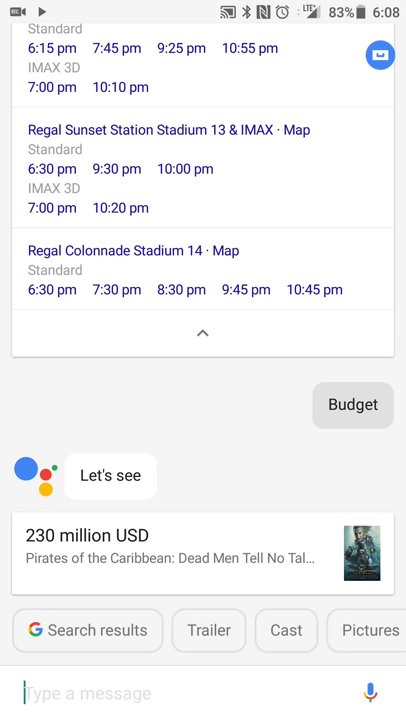 83% 6:08
Standard
6:15 pm 7:45 pm 9:25 pm 10:55 pm
IMAX 3D
7:00 pm 10:10 pm
Regal Sunset Station Stadium 13 & IMAX · Map
Standard
6:30 pm 9:30 pm 10:00 pm
IMAX 3D
7:00 pm 10:20 pm
Regal Colonnade Stadium 14 · Map
Standard
6:30 pm 7:30 pm 8:30 pm 9:45 pm 10:45 pm
Budget
Let's see
230 million USD
Pirates of the Caribbean: Dead Men Tell No Tal...
Search results Trailer Cast Pictures
Type a message